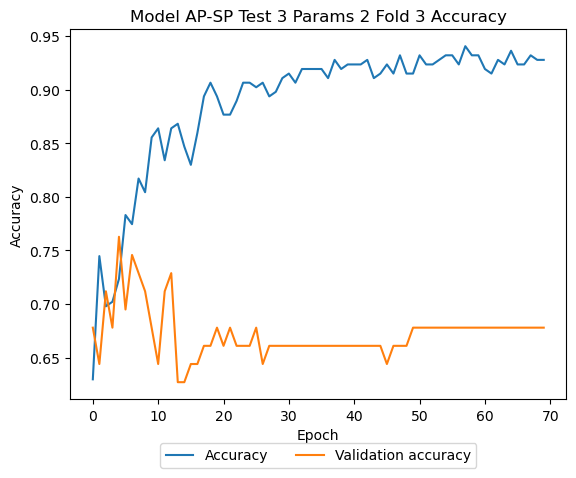 Model AP-SP Test 3 Params 2 Fold 3 Accuracy
0.95
0.90
0.85
0.80
0.75
0.70
0.65
Accuracy
0 10 20 30 40 50 60 70
Epoch
Accuracy Validation accuracy